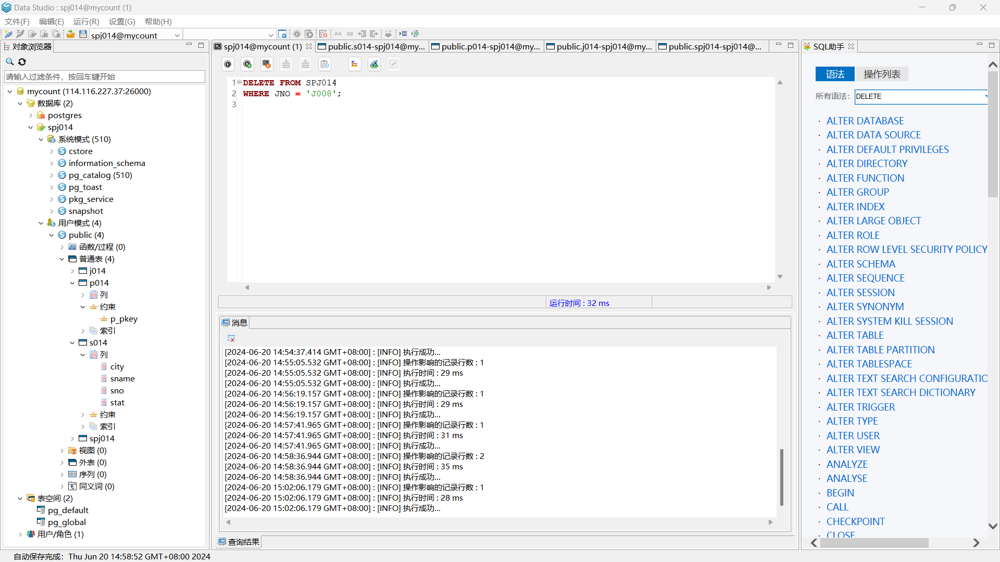 Data Studio : spj014@mycount (1)
文件(F) 编辑(E) 运行(R) 设置(G) 帮助(H)
spj014@mycount
对象浏览器
请输入过滤条件，按回车键开始
mycount (114.116.227.37:26000)
数据库 (2)
postgres
spj014
系统模式 (510)
cstore
information_schema
pg_catalog (510)
pg_toast
pkg_service
snapshot
用户模式 (4)
public (4)
函数/过程 (0)
普通表 (4)
j014
p014
列
约束
p_pkey
索引
s014
列
city
sname
sno
stat
约束
索引
spj014
视图 (0)
外表 (0)
序列 (0)
同义词 (0)
表空间 (2)
pg_default
pg_global
用户/角色 (1)
spj014@mycount (1) public.s014-spj014@my... public.p014-spj014@my... public.j014-spj014@my... public.spj014-spj014@...
1 DELETE FROM SPJ014
2 WHERE JNO = 'J008';
3
运行时间 : 32 ms
消息
[2024-06-20 14:54:37.414 GMT+08:00] : [INFO] 执行成功...
[2024-06-20 14:55:05.532 GMT+08:00] : [INFO] 操作影响的记录行数 : 1
[2024-06-20 14:55:05.532 GMT+08:00] : [INFO] 执行时间 : 29 ms
[2024-06-20 14:55:05.532 GMT+08:00] : [INFO] 执行成功...
[2024-06-20 14:56:19.157 GMT+08:00] : [INFO] 操作影响的记录行数 : 1
[2024-06-20 14:56:19.157 GMT+08:00] : [INFO] 执行时间 : 29 ms
[2024-06-20 14:56:19.157 GMT+08:00] : [INFO] 执行成功...
[2024-06-20 14:57:41.965 GMT+08:00] : [INFO] 操作影响的记录行数 : 1
[2024-06-20 14:57:41.965 GMT+08:00] : [INFO] 执行时间 : 31 ms
[2024-06-20 14:57:41.965 GMT+08:00] : [INFO] 执行成功...
[2024-06-20 14:58:36.944 GMT+08:00] : [INFO] 操作影响的记录行数 : 2
[2024-06-20 14:58:36.944 GMT+08:00] : [INFO] 执行时间 : 35 ms
[2024-06-20 14:58:36.944 GMT+08:00] : [INFO] 执行成功...
[2024-06-20 15:02:06.179 GMT+08:00] : [INFO] 操作影响的记录行数 : 1
[2024-06-20 15:02:06.179 GMT+08:00] : [INFO] 执行时间 : 28 ms
[2024-06-20 15:02:06.179 GMT+08:00] : [INFO] 执行成功...
查询结果
SQL助手
语法 操作列表
所有语法： DELETE
· ALTER DATABASE
· ALTER DATA SOURCE
· ALTER DEFAULT PRIVILEGES
· ALTER DIRECTORY
· ALTER FUNCTION
· ALTER GROUP
· ALTER INDEX
· ALTER LARGE OBJECT
· ALTER ROLE
· ALTER ROW LEVEL SECURITY POLICY
· ALTER SCHEMA
· ALTER SEQUENCE
· ALTER SESSION
· ALTER SYNONYM
· ALTER SYSTEM KILL SESSION
· ALTER TABLE
· ALTER TABLE PARTITION
· ALTER TABLESPACE
· ALTER TEXT SEARCH CONFIGURATIO
· ALTER TEXT SEARCH DICTIONARY
· ALTER TRIGGER
· ALTER TYPE
· ALTER USER
· ALTER VIEW
· ANALYZE
· ANALYSE
· BEGIN
· CALL
· CHECKPOINT
· CLOSE
自动保存完成：Thu Jun 20 14:58:52 GMT+08:00 2024